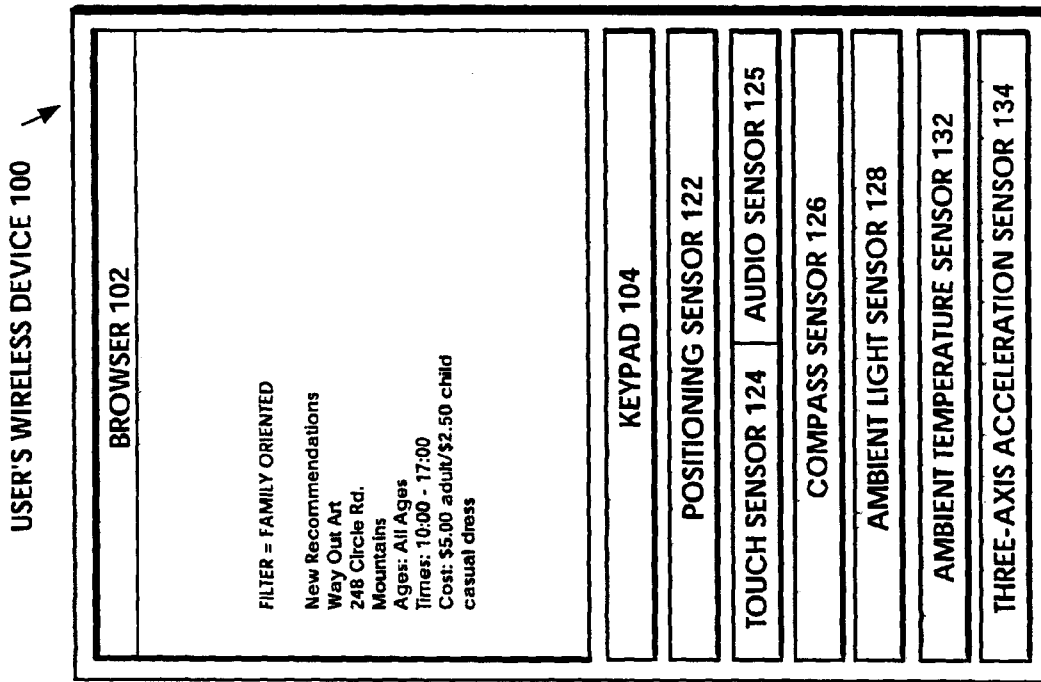 USER'S WIRELESS DEVICE 100
BROWSER 102
FILTER = FAMILY ORIENTED
New Recommendations
Way Out Art
248 Circle Rd.
Mountains
Ages: All Ages
Times: 10:00 - 17:00
Cost: $5.00 adult/$2.50 child
casual dress
KEYPAD 104
POSITIONING SENSOR 122
TOUCH SENSOR 124
AUDIO SENSOR 125
COMPASS SENSOR 126
AMBIENT LIGHT SENSOR 128
AMBIENT TEMPERATURE SENSOR 132
THREE-AXIS ACCELERATION SENSOR 134